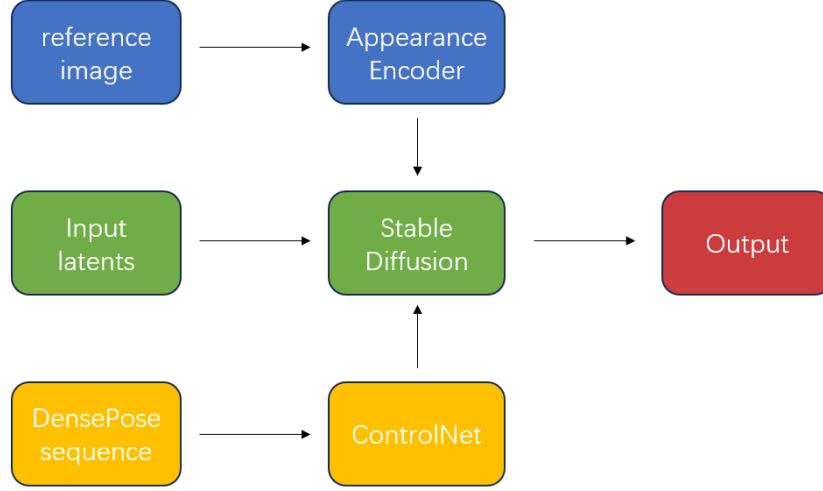 reference
image
Appearance
Encoder
Input
latents
Stable
Diffusion
Output
DensePose
sequence
ControlNet